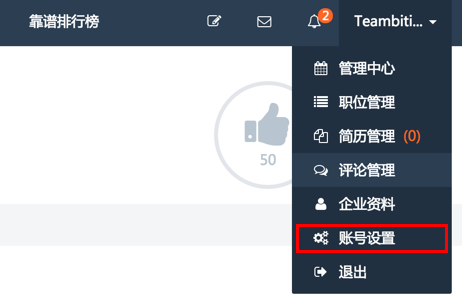 靠谱排行榜
2
Teambiti...
管理中心
职位管理
简历管理 (0)
50
评论管理
企业资料
账号设置
退出